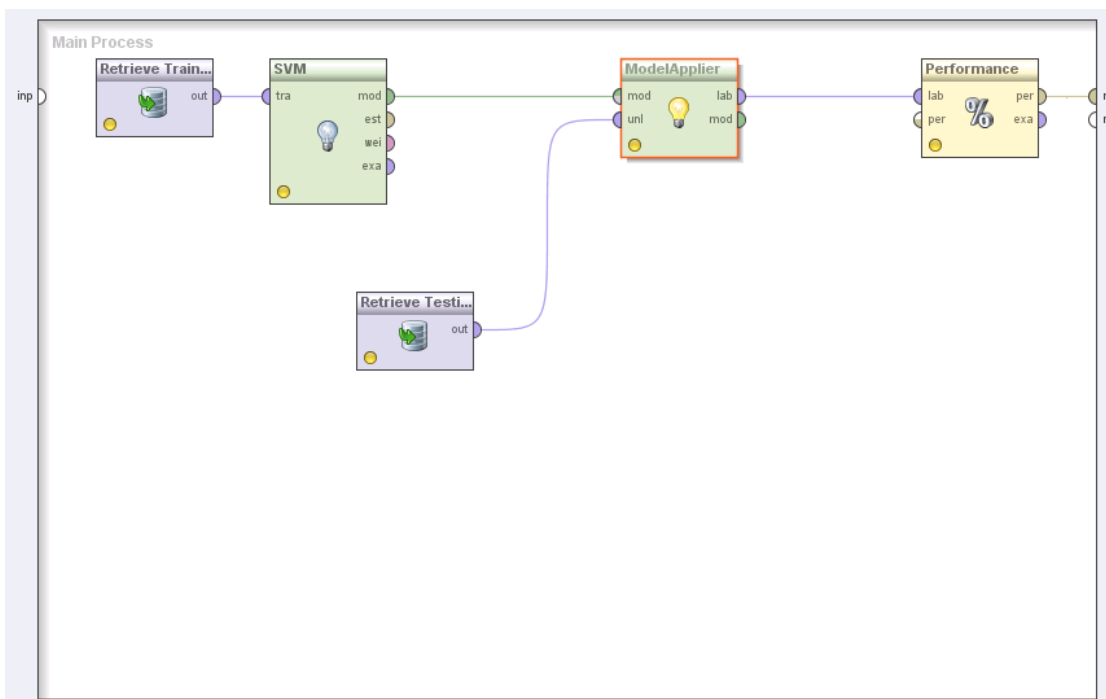 Main Process
Retrieve Train...
out
SVM
tra
mod
est
wei
exa
ModelApplier
mod
lab
unl
mod
Performance
lab
per
per
exa
inp
Retrieve Testi...
out